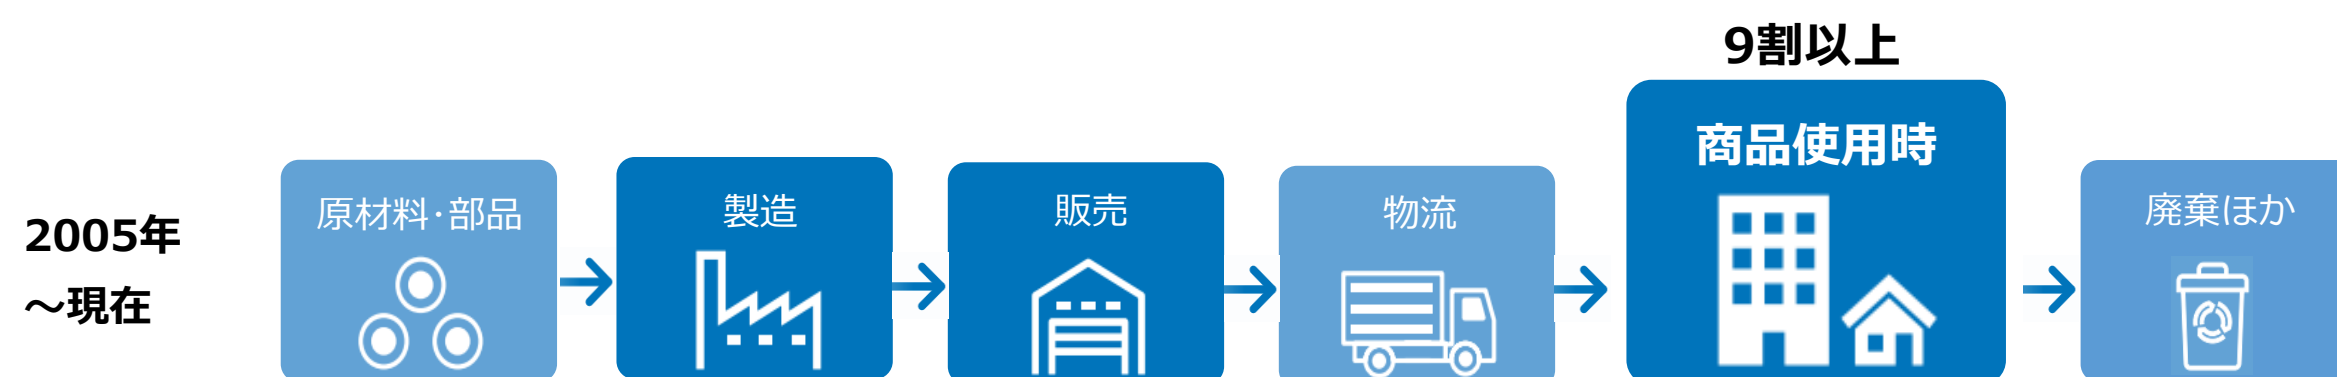 9割以上
商品使用時
原材料･部品
製造
販売
物流
廃棄ほか
2005年
～現在